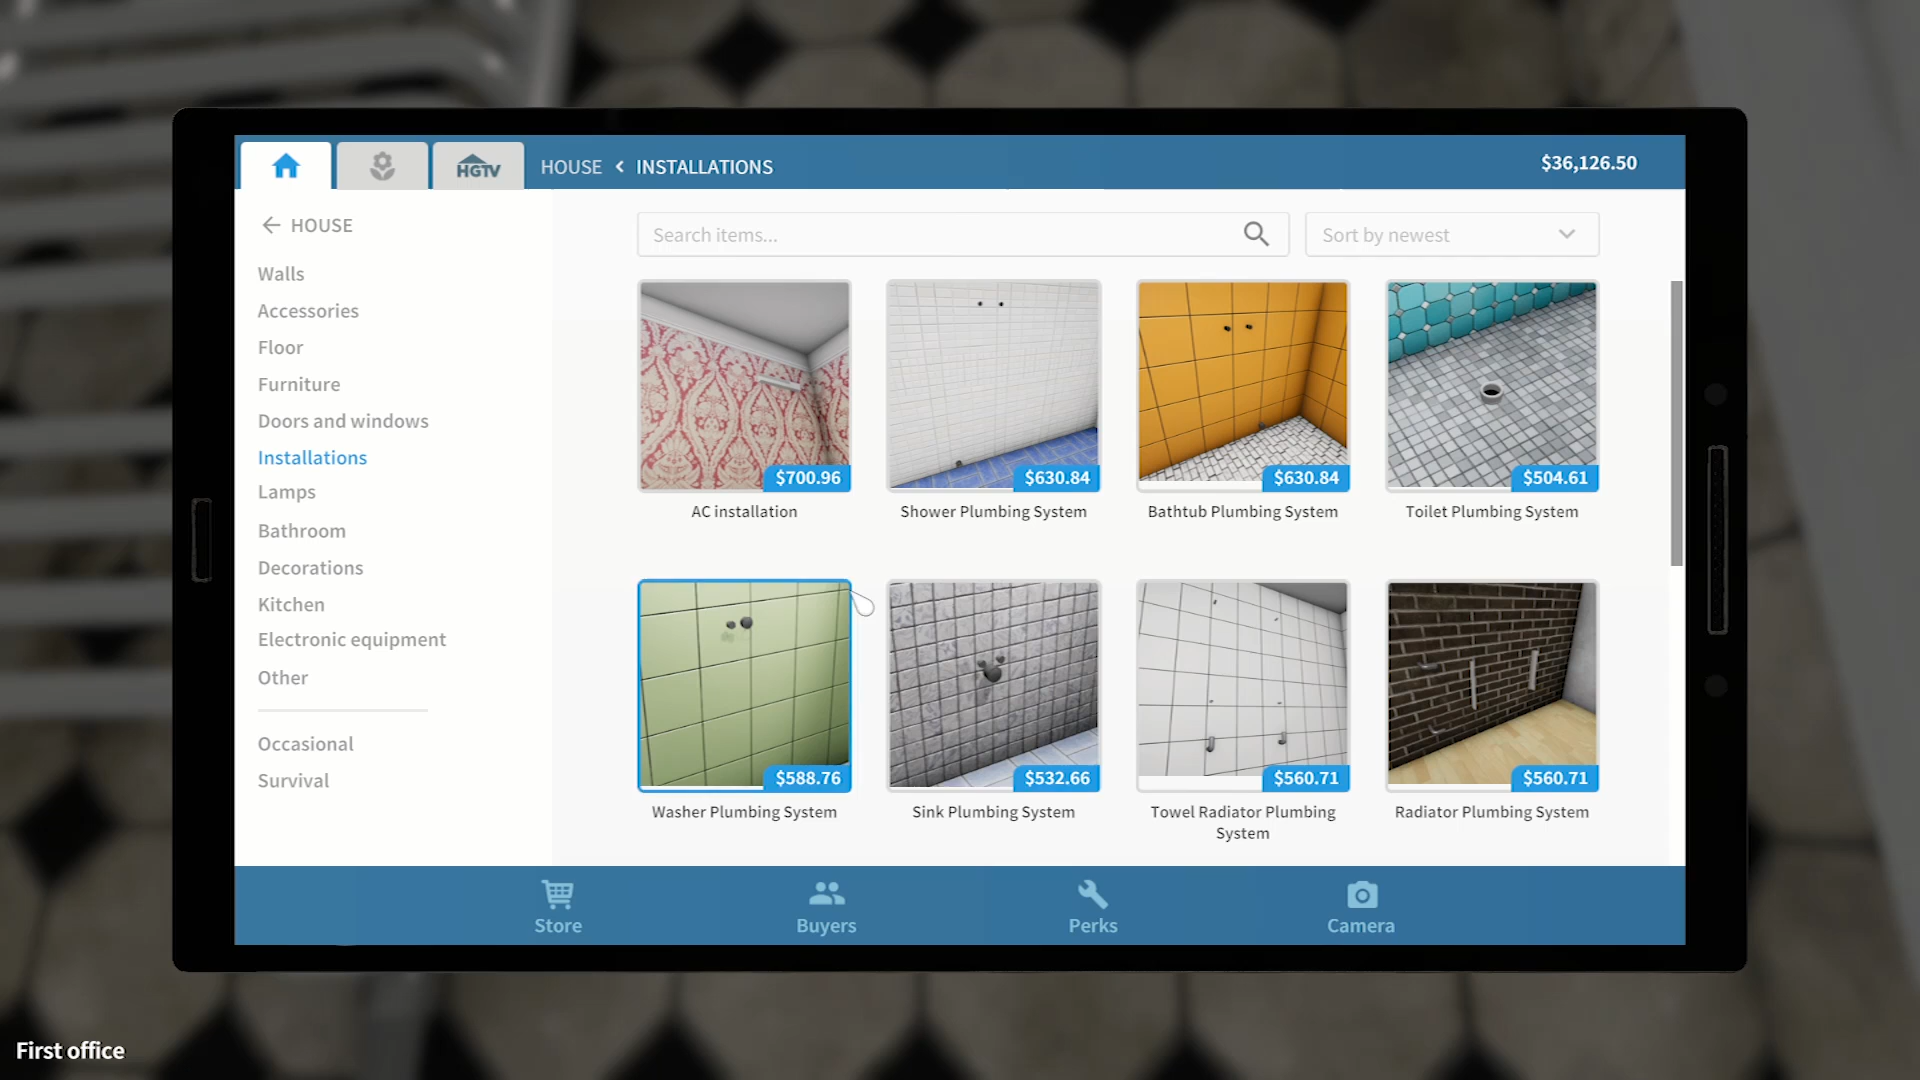 HGTV
HOUSE < INSTALLATIONS
$36,126.50
HOUSE
Search items...
Sort by newest
Walls
Accessories
Floor
Furniture
Doors and windows
Installations
Lamps
Bathroom
Decorations
Kitchen
Electronic equipment
Other
Occasional
Survival
$700.96
$630.84
$630.84
$504.61
AC installation
Shower Plumbing System
Bathtub Plumbing System
Toilet Plumbing System
$588.76
$532.66
$560.71
$560.71
Washer Plumbing System
Sink Plumbing System
Towel Radiator Plumbing
System
Radiator Plumbing System
Store
Buyers
Perks
Camera
First office